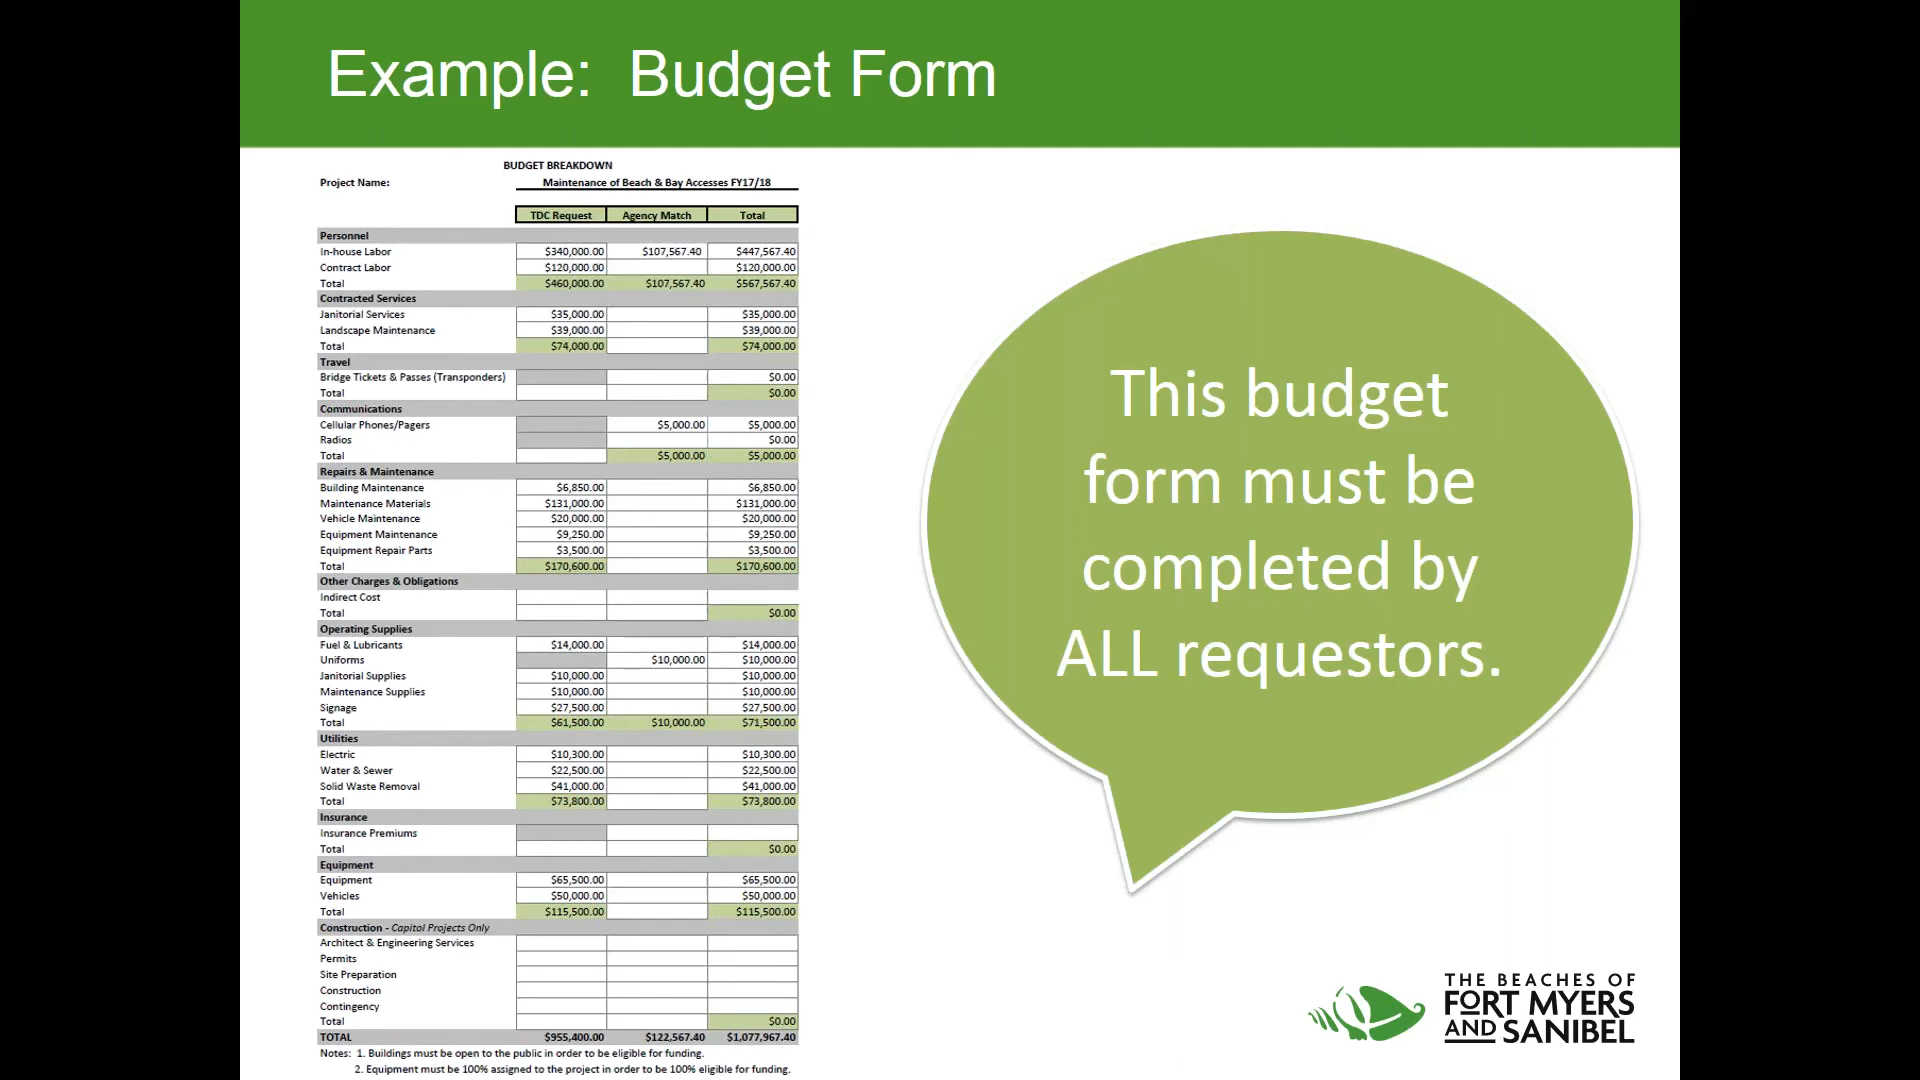 Example: Budget Form
BUDGET BREAKDOWN
Project Name: Maintenance of Beach & Bay Accesses FY17/18
TDC Request Agency Match Total
Personnel
In-house Labor $340,000.00 $107,567.40 $447,567.40
Contract Labor $120,000.00 $120,000.00
Total $460,000.00 $107,567.40 $567,567.40
Contracted Services
Janitorial Services $35,000.00 $35,000.00
Landscape Maintenance $39,000.00 $39,000.00
Total $74,000.00 $74,000.00
Travel
Bridge Tickets & Passes (Transponders) $0.00
Total $0.00
Communications
Cellular Phones/Pagers $5,000.00 $5,000.00
Radios $0.00
Total $5,000.00 $5,000.00
Repairs & Maintenance
Building Maintenance $6,850.00 $6,850.00
Maintenance Materials $131,000.00 $131,000.00
Vehicle Maintenance $20,000.00 $20,000.00
Equipment Maintenance $9,250.00 $9,250.00
Equipment Repair Parts $3,500.00 $3,500.00
Total $170,600.00 $170,600.00
Other Charges & Obligations
Indirect Cost
Total $0.00
Operating Supplies
Fuel & Lubricants $14,000.00 $14,000.00
Uniforms $10,000.00 $10,000.00
Janitorial Supplies $10,000.00 $10,000.00
Maintenance Supplies $10,000.00 $10,000.00
Signage $27,500.00 $27,500.00
Total $61,500.00 $10,000.00 $71,500.00
Utilities
Electric $10,300.00 $10,300.00
Water & Sewer $22,500.00 $22,500.00
Solid Waste Removal $41,000.00 $41,000.00
Total $73,800.00 $73,800.00
Insurance
Insurance Premiums
Total $0.00
Equipment
Equipment $65,500.00 $65,500.00
Vehicles $50,000.00 $50,000.00
Total $115,500.00 $115,500.00
Construction - Capitol Projects Only
Architect & Engineering Services
Permits
Site Preparation
Construction
Contingency
Total $0.00
TOTAL $955,400.00 $122,567.40 $1,077,967.40
Notes: 1. Buildings must be open to the public in order to be eligible for funding.
2. Equipment must be 100% assigned to the project in order to be 100% eligible for funding.
This budget
form must be
completed by
ALL requestors.
THE BEACHES OF
FORT MYERS
AND SANIBEL